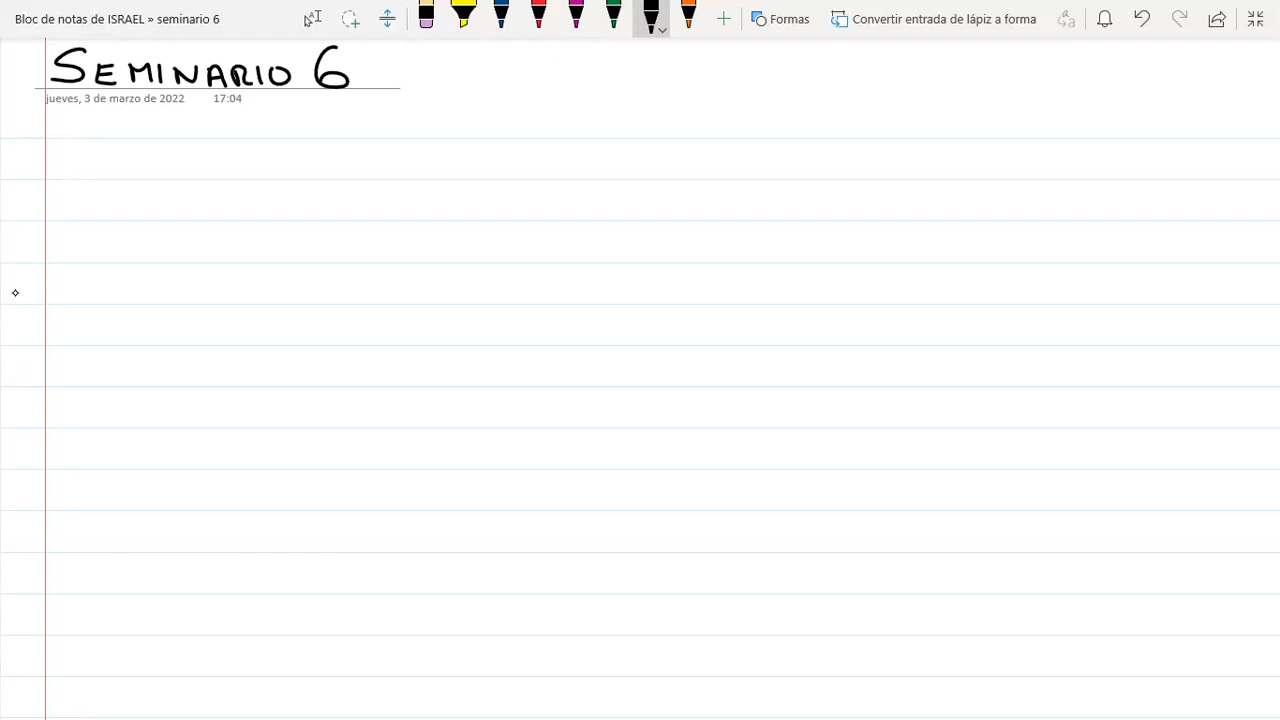 Bloc de notas de ISRAEL » seminario 6
Formas
Convertir entrada de lápiz a forma
SEMINARIO 6
jueves, 3 de marzo de 2022 17:04